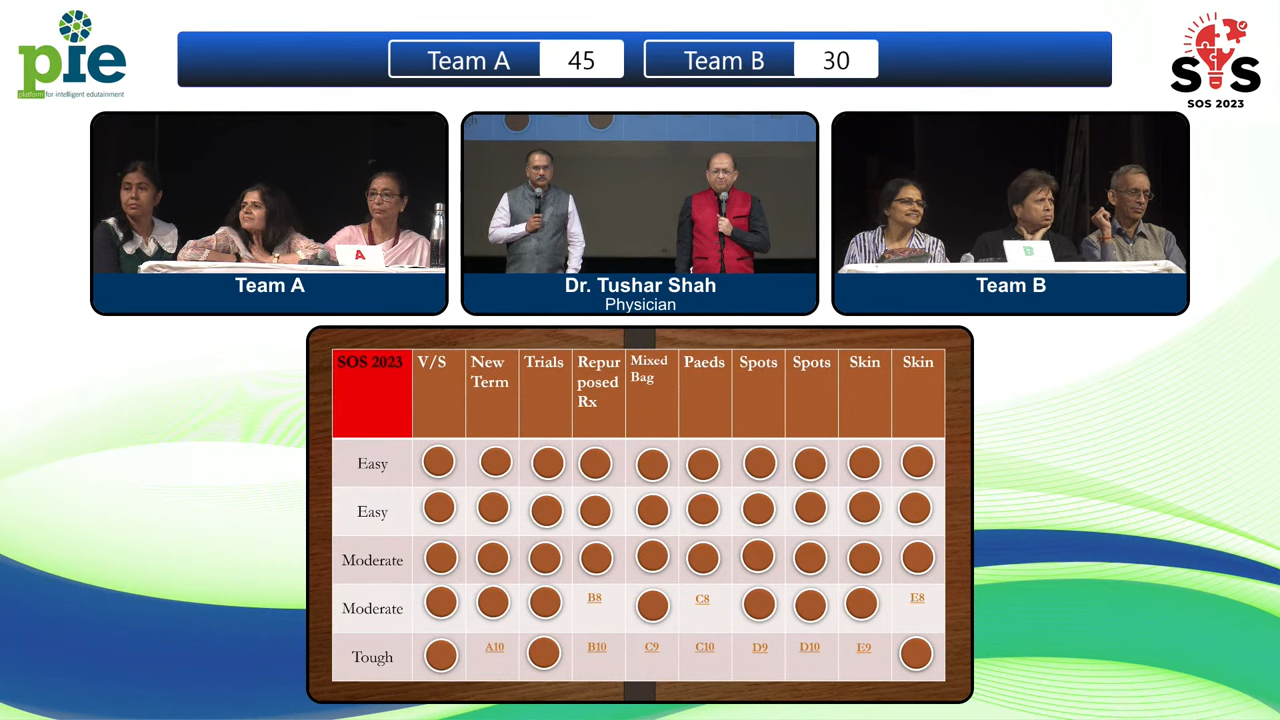 pie
platform for intelligent edutainment
Team A 45 Team B 30
SOS
SOS 2023
A
B
Team A
Dr. Tushar Shah
Physician
Team B
SOS 2023 V/S New Term Trials Repur posed Rx Mixed Bag Paeds Spots Spots Skin Skin
Easy
Easy
Moderate
Moderate B8 C8 E8
Tough A10 B10 C9 C10 D9 D10 E9